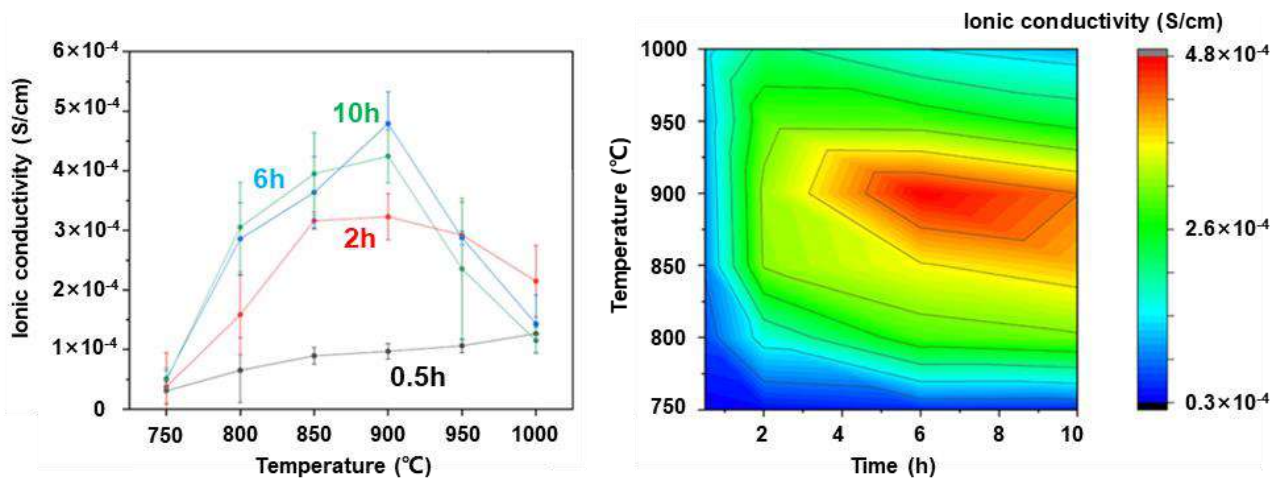 6×10⁻⁴
5×10⁻⁴
4×10⁻⁴
3×10⁻⁴
2×10⁻⁴
1×10⁻⁴
0
Ionic conductivity (S/cm)
10h
6h
2h
0.5h
750 800 850 900 950 1000
Temperature (℃)
Ionic conductivity (S/cm)
1000
950
900
850
800
750
Temperature (℃)
2 4 6 8 10
Time (h)
4.8×10⁻⁴
2.6×10⁻⁴
0.3×10⁻⁴